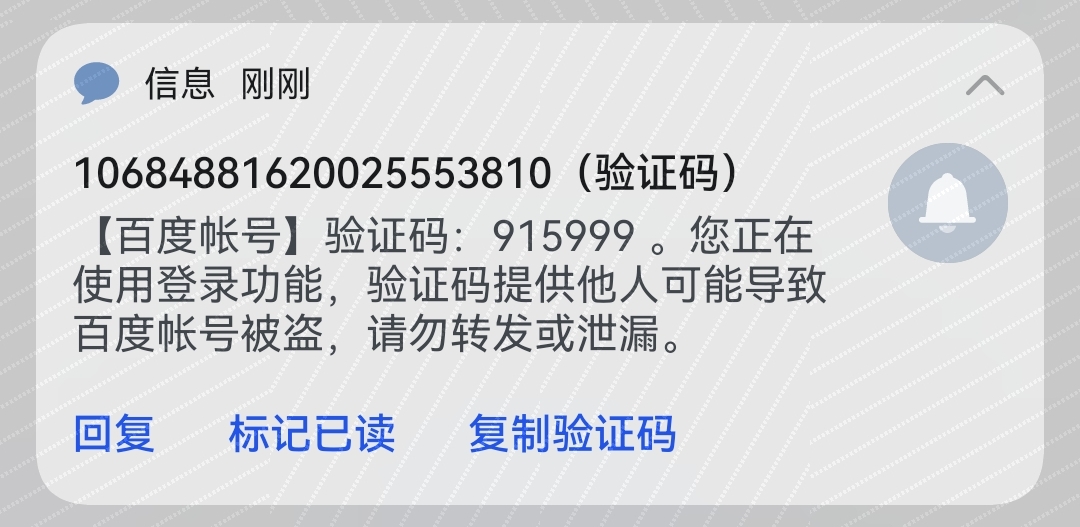 信息 刚刚
10684881620025553810（验证码）
【百度帐号】验证码：915999 。您正在
使用登录功能，验证码提供他人可能导致
百度帐号被盗，请勿转发或泄漏。
回复 标记已读 复制验证码